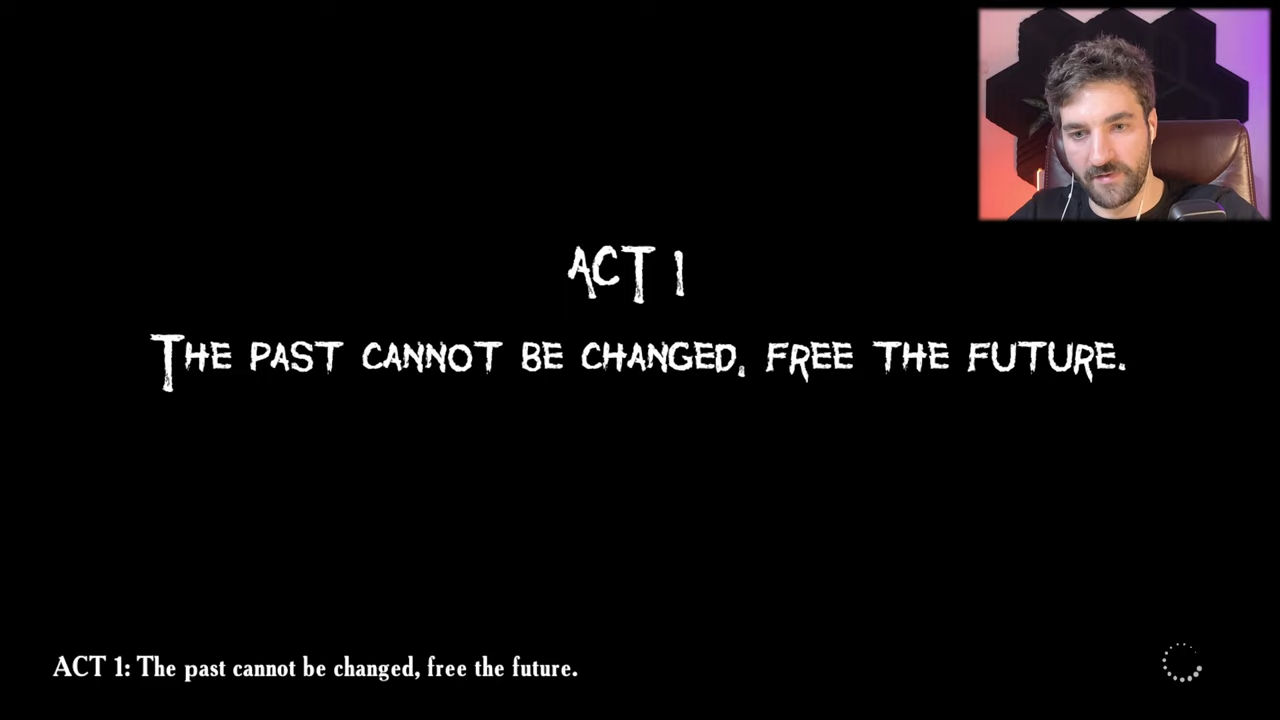 ACT 1
The past cannot be changed, free the future.
ACT 1: The past cannot be changed, free the future.